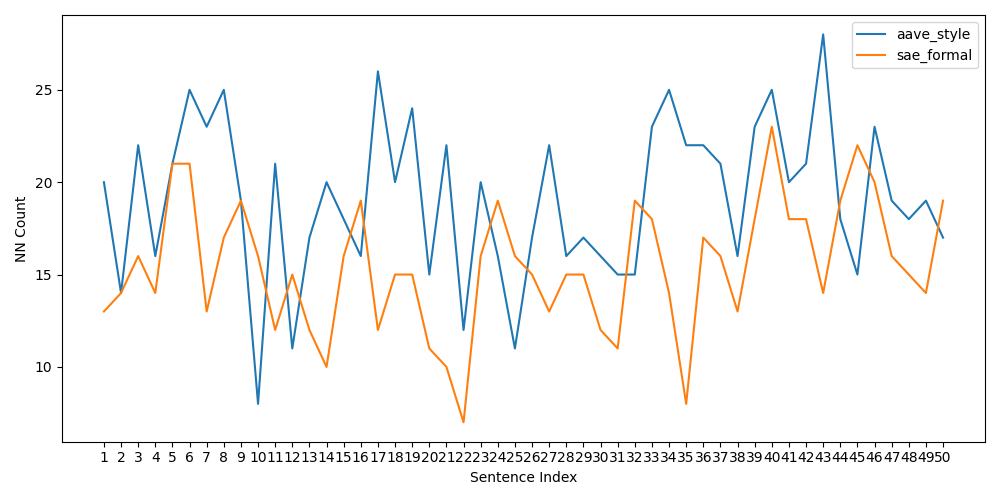 aave_style
sae_formal
NN Count
25
20
15
10
1 2 3 4 5 6 7 8 9 10 11 12 13 14 15 16 17 18 19 20 21 22 23 24 25 26 27 28 29 30 31 32 33 34 35 36 37 38 39 40 41 42 43 44 45 46 47 48 49 50
Sentence Index